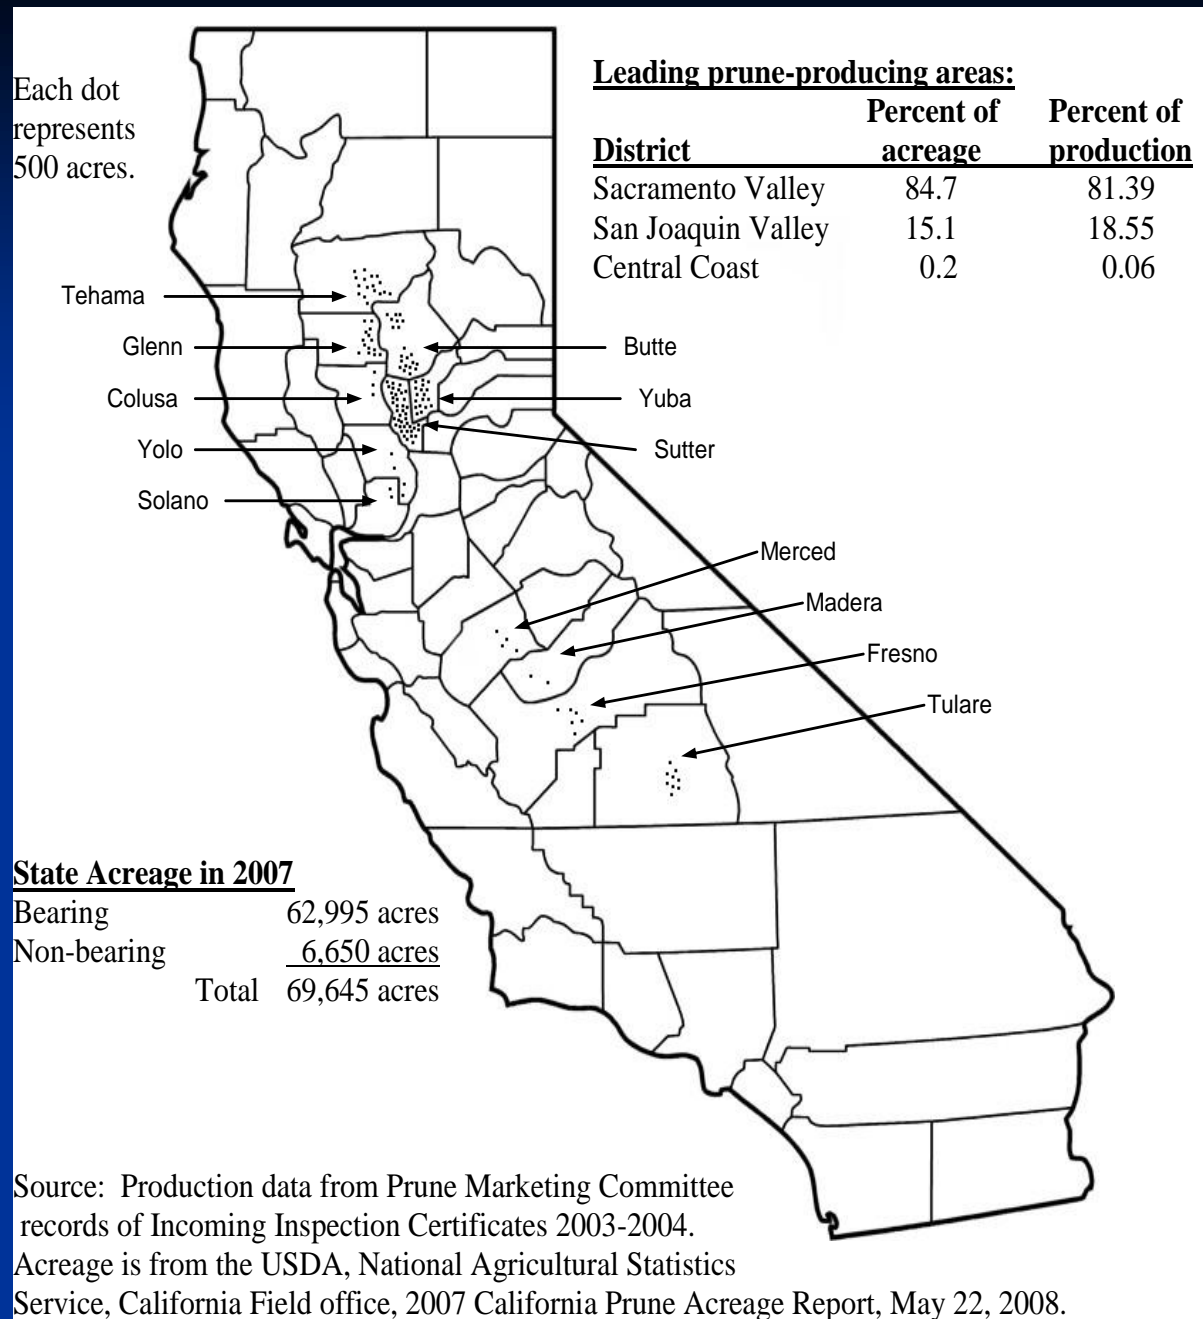 Each dot
represents
500 acres.
Leading prune-producing areas:
Percent of Percent of
District acreage production
Sacramento Valley 84.7 81.39
San Joaquin Valley 15.1 18.55
Central Coast 0.2 0.06
Tehama
Glenn
Butte
Colusa
Yuba
Yolo
Sutter
Solano
Merced
Madera
Fresno
Tulare
State Acreage in 2007
Bearing 62,995 acres
Non-bearing 6,650 acres
Total 69,645 acres
Source: Production data from Prune Marketing Committee
records of Incoming Inspection Certificates 2003-2004.
Acreage is from the USDA, National Agricultural Statistics
Service, California Field office, 2007 California Prune Acreage Report, May 22, 2008.